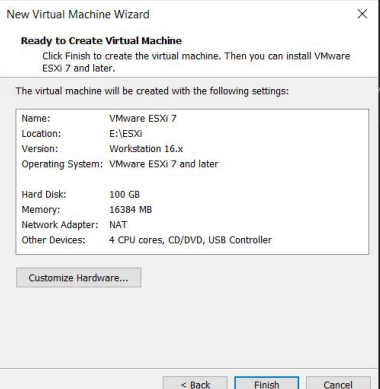 New Virtual Machine Wizard
Ready to Create Virtual Machine
Click Finish to create the virtual machine. Then you can install VMware
ESXi 7 and later.
The virtual machine will be created with the following settings:
Name: VMware ESXi 7
Location: E:\ESXi
Version: Workstation 16.x
Operating System: VMware ESXi 7 and later
Hard Disk: 100 GB
Memory: 16384 MB
Network Adapter: NAT
Other Devices: 4 CPU cores, CD/DVD, USB Controller
Customize Hardware...
< Back Finish Cancel